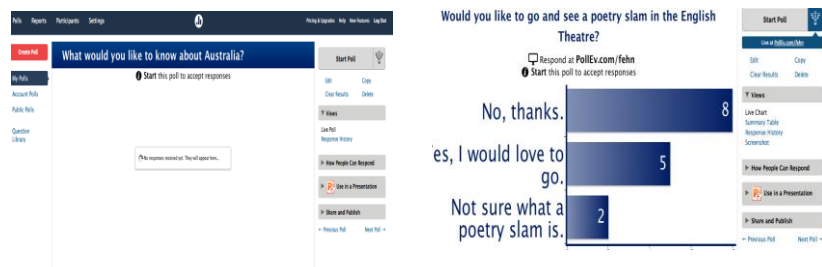 Polls Reports Participants Settings
Pricing & Upgrades Help New Features Log Out
Create Poll
My Polls
Account Polls
Public Polls
Question
Library
What would you like to know about Australia?
Start this poll to accept responses
No responses received yet. They will appear here...
Start Poll
Edit Copy
Clear Results Delete
Views
Live Poll
Response History
How People Can Respond
Use in a Presentation
Share and Publish
← Previous Poll Next Poll →
Would you like to go and see a poetry slam in the English
Theatre?
Respond at PollEv.com/fehn
Start this poll to accept responses
No, thanks. 8
es, I would love to
go. 5
Not sure what a
poetry slam is. 2
Start Poll
Live at PollEv.com/fehn
Edit Copy
Clear Results Delete
Views
Live Chart
Summary Table
Response History
Screenshot
How People Can Respond
Use in a Presentation
Share and Publish
← Previous Poll Next Poll →